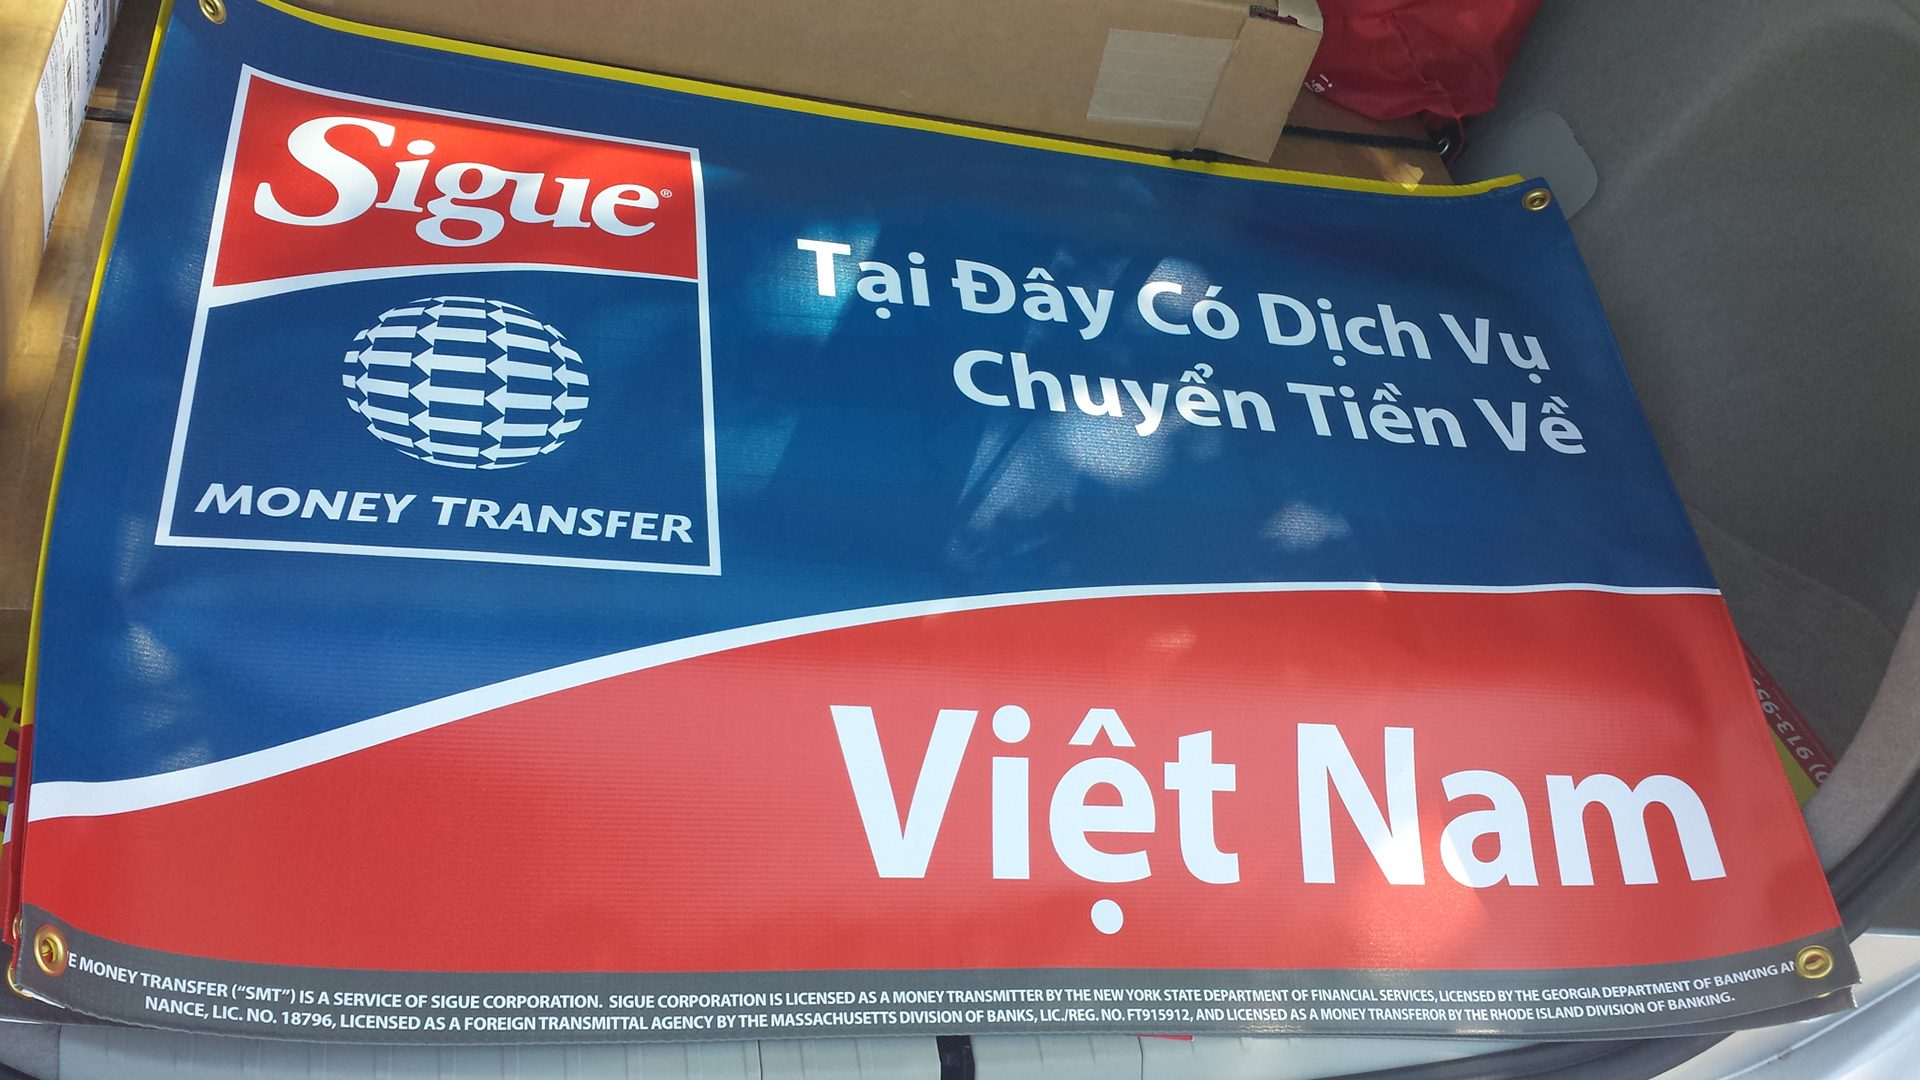 Sigue®
MONEY TRANSFER
Tại Đây Có Dịch Vụ
Chuyển Tiền Về
Việt Nam
E MONEY TRANSFER (“SMT”) IS A SERVICE OF SIGUE CORPORATION. SIGUE CORPORATION IS LICENSED AS A MONEY TRANSMITTER BY THE NEW YORK STATE DEPARTMENT OF FINANCIAL SERVICES, LICENSED BY THE GEORGIA DEPARTMENT OF BANKING AN
NANCE, LIC. NO. 18796, LICENSED AS A FOREIGN TRANSMITTAL AGENCY BY THE MASSACHUSETTS DIVISION OF BANKS, LIC./REG. NO. FT915912, AND LICENSED AS A MONEY TRANSFEROR BY THE RHODE ISLAND DIVISION OF BANKING.